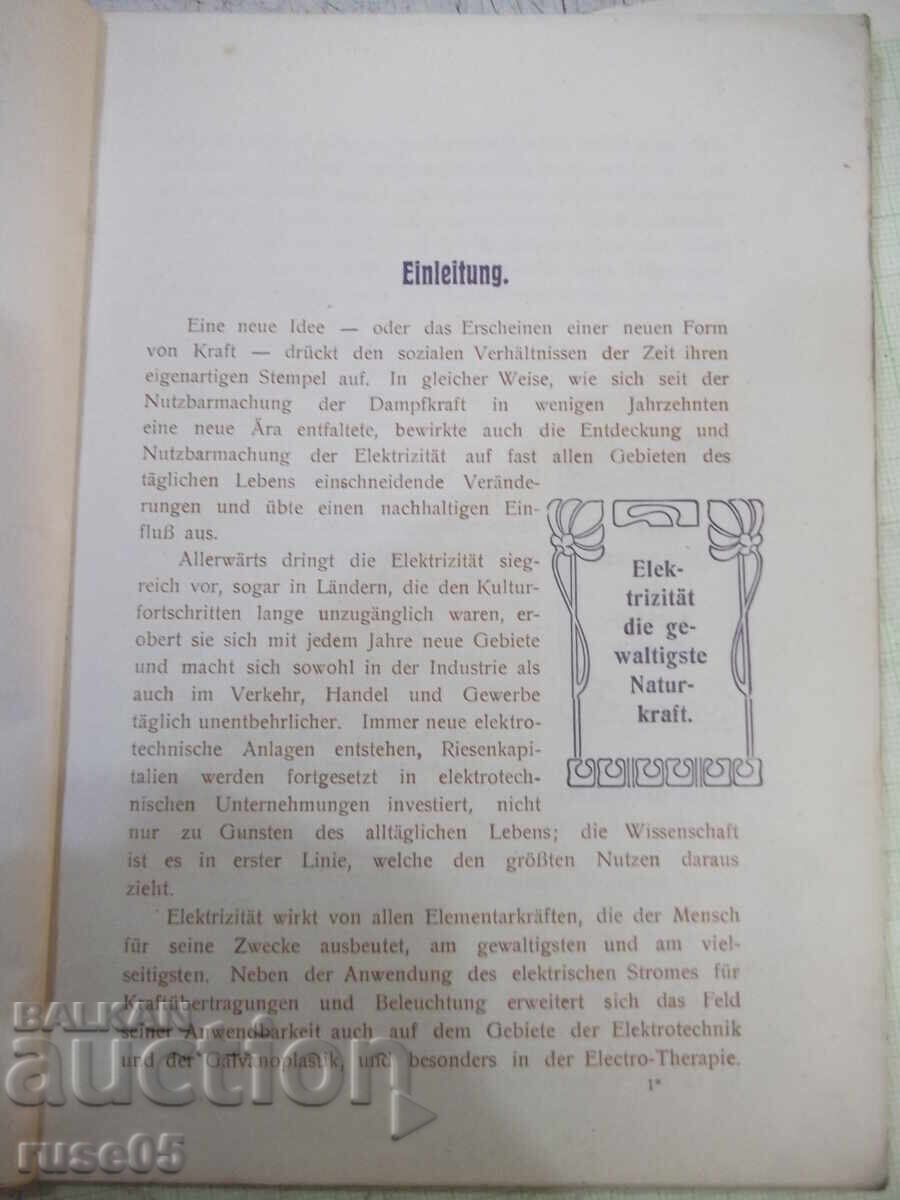 Einleitung.
Eine neue Idee — oder das Erscheinen einer neuen Form
von Kraft — drückt den sozialen Verhältnissen der Zeit ihren
eigenartigen Stempel auf. In gleicher Weise, wie sich seit der
Nutzbarmachung der Dampfkraft in wenigen Jahrzehnten
eine neue Ära entfaltete, bewirkte auch die Entdeckung und
Nutzbarmachung der Elektrizität auf fast allen Gebieten des
täglichen Lebens einschneidende Verände-
rungen und übte einen nachhaltigen Ein-
fluß aus.
Allerwärts dringt die Elektrizität sieg-
reich vor, sogar in Ländern, die den Kultur-
fortschritten lange unzugänglich waren, er-
obert sie sich mit jedem Jahre neue Gebiete
und macht sich sowohl in der Industrie als
auch im Verkehr, Handel und Gewerbe
täglich unentbehrlicher. Immer neue elektro-
technische Anlagen entstehen, Riesenkapi-
talien werden fortgesetzt in elektrotech-
nischen Unternehmungen investiert, nicht
nur zu Gunsten des alltäglichen Lebens; die Wissenschaft
ist es in erster Linie, welche den größten Nutzen daraus
zieht.
Elek-
trizität
die ge-
waltigste
Natur-
kraft.
Elektrizität wirkt von allen Elementarkräften, die der Mensch
für seine Zwecke ausbeutet, am gewaltigsten und am viel-
seitigsten. Neben der Anwendung des elektrischen Stromes für
Kraftübertragungen und Beleuchtung erweitert sich das Feld
seiner Anwendbarkeit auch auf dem Gebiete der Elektrotechnik
und der Galvanoplastik, und besonders in der Electro-Therapie.
1*
BALKAN
auction
ruse05